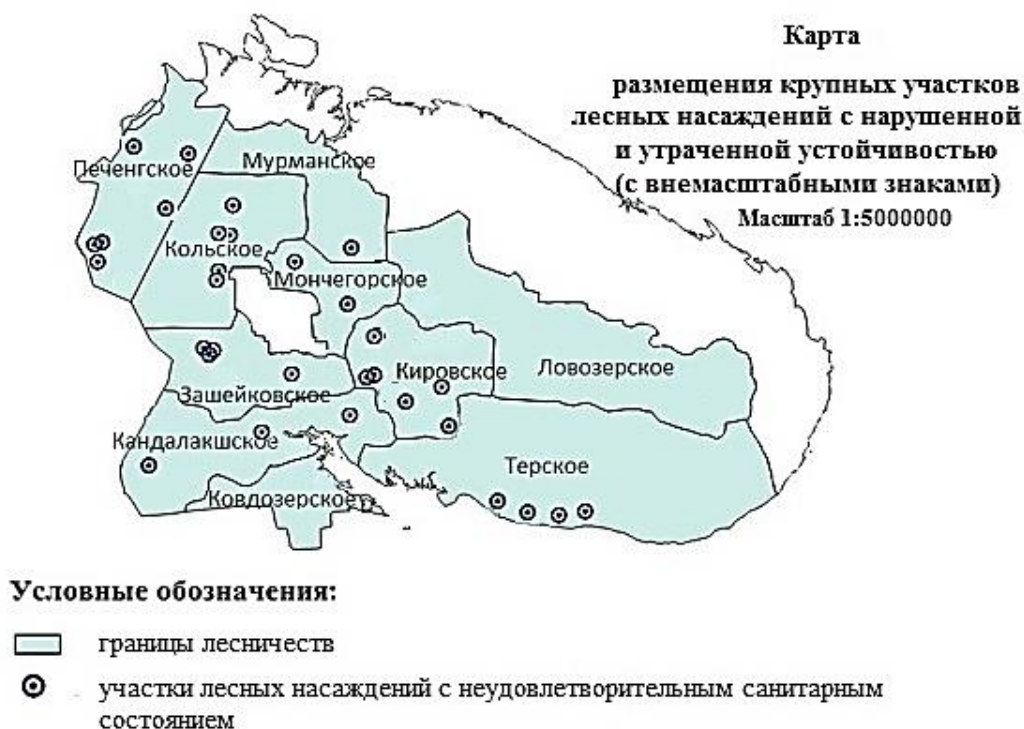 Карта
размещения крупных участков
лесных насаждений с нарушенной
и утраченной устойчивостью
(с внемасштабными знаками)
Масштаб 1:5000000
Печенгское
Мурманское
Кольское
Мончегорское
Кировское
Ловозерское
Зашейковское
Кандалакшское
Терское
Ковдозерское
Условные обозначения:
границы лесничеств
участки лесных насаждений с неудовлетворительным санитарным
состоянием